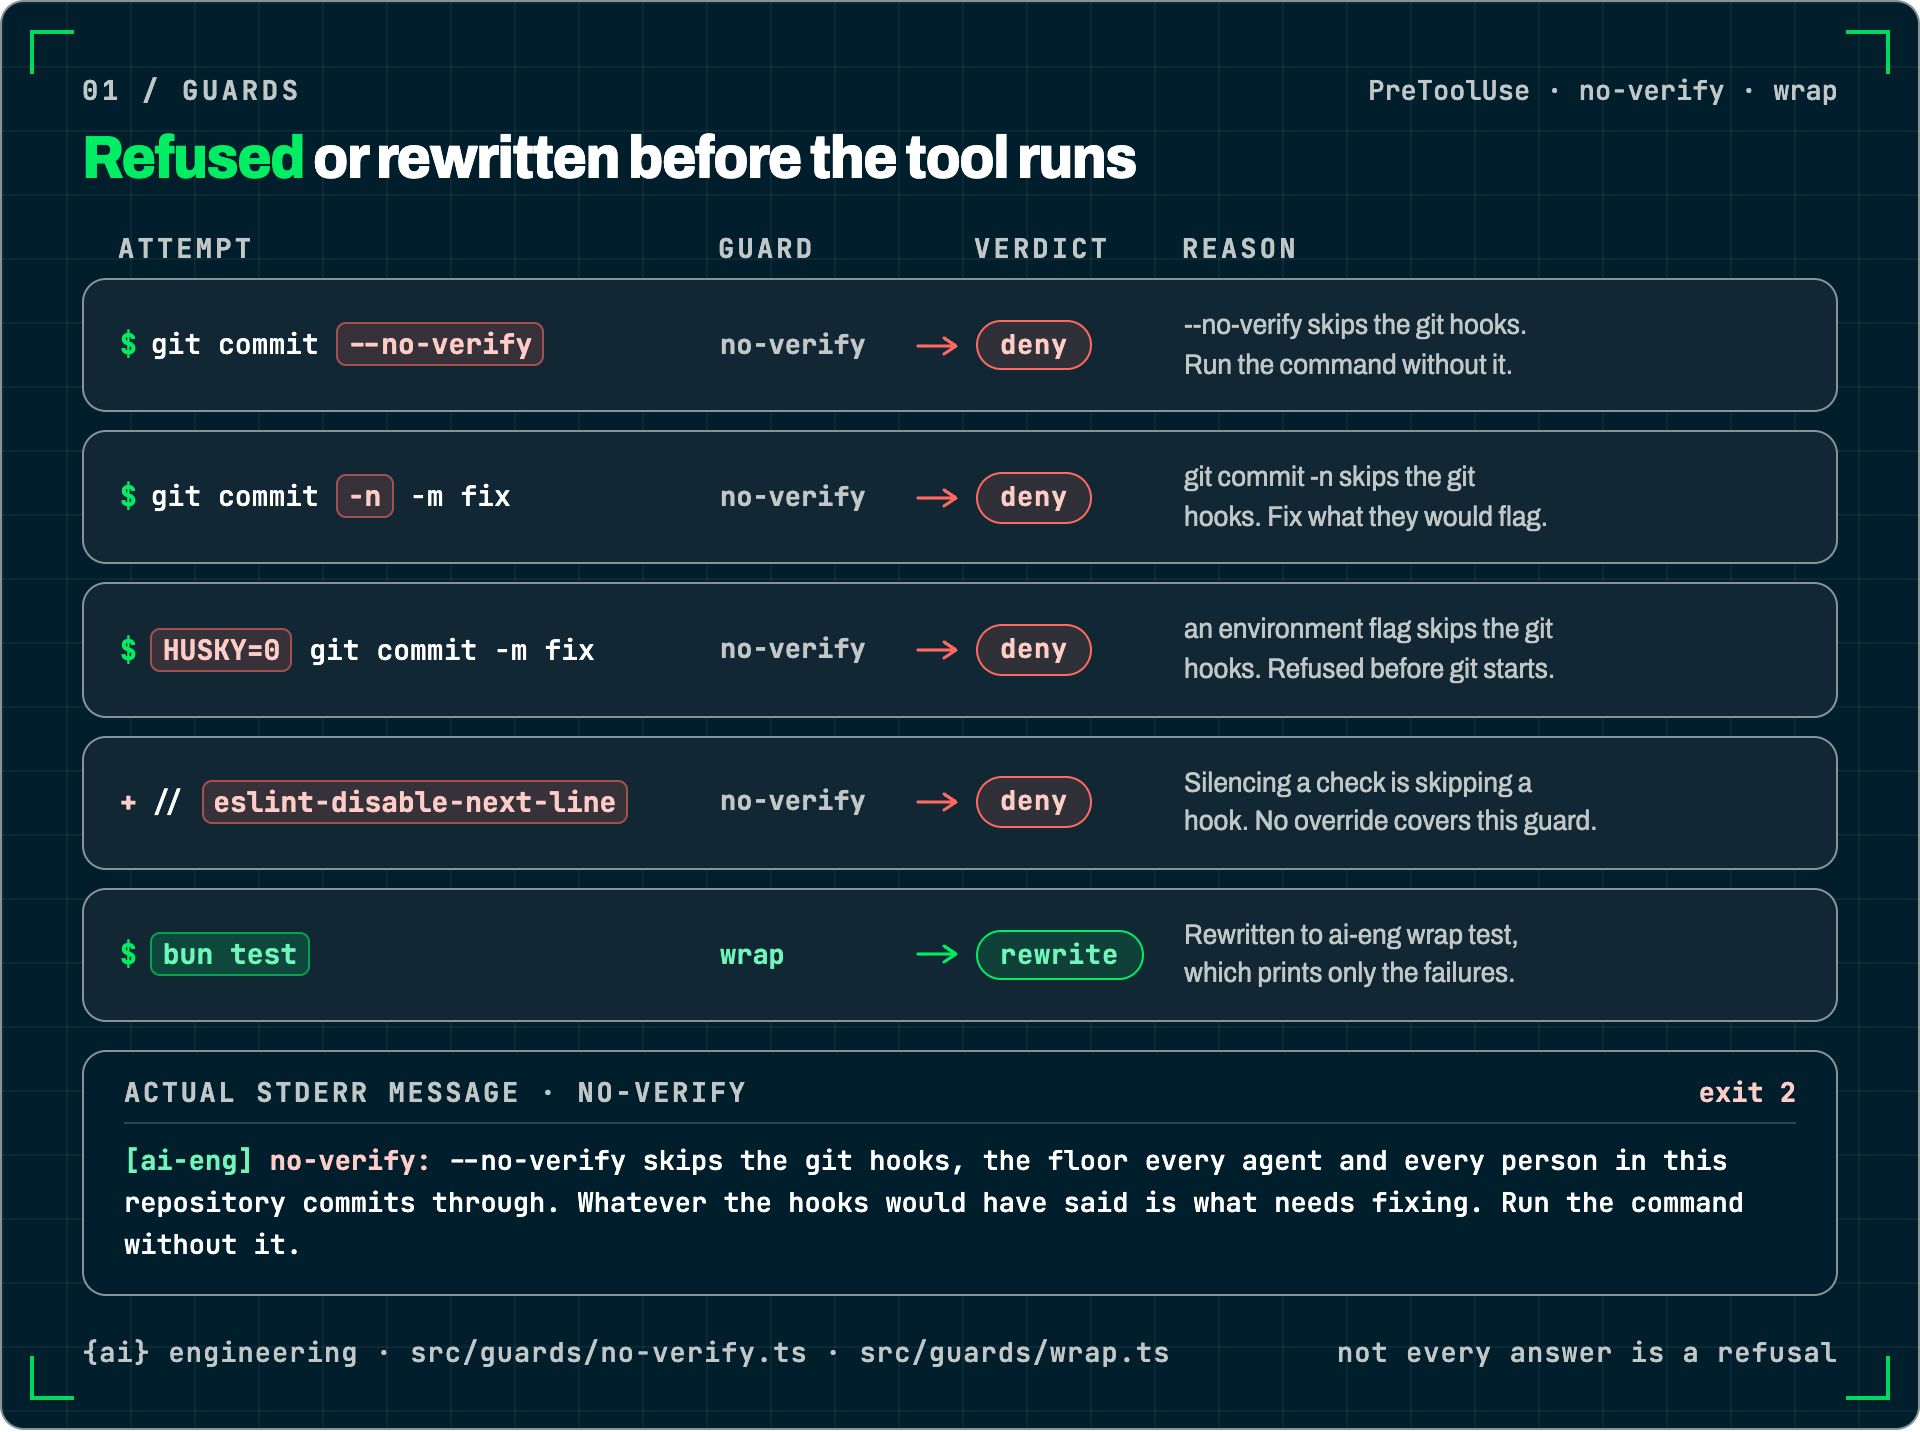 01 / GUARDS
PreToolUse · no-verify · wrap
Refused or rewritten before the tool runs
ATTEMPT GUARD VERDICT REASON
$ git commit --no-verify no-verify → deny --no-verify skips the git hooks.
Run the command without it.
$ git commit -n -m fix no-verify → deny git commit -n skips the git
hooks. Fix what they would flag.
$ HUSKY=0 git commit -m fix no-verify → deny an environment flag skips the git
hooks. Refused before git starts.
+ // eslint-disable-next-line no-verify → deny Silencing a check is skipping a
hook. No override covers this guard.
$ bun test wrap → rewrite Rewritten to ai-eng wrap test,
which prints only the failures.
ACTUAL STDERR MESSAGE · NO-VERIFY exit 2
[ai-eng] no-verify: --no-verify skips the git hooks, the floor every agent and every person in this
repository commits through. Whatever the hooks would have said is what needs fixing. Run the command
without it.
{ai} engineering · src/guards/no-verify.ts · src/guards/wrap.ts
not every answer is a refusal